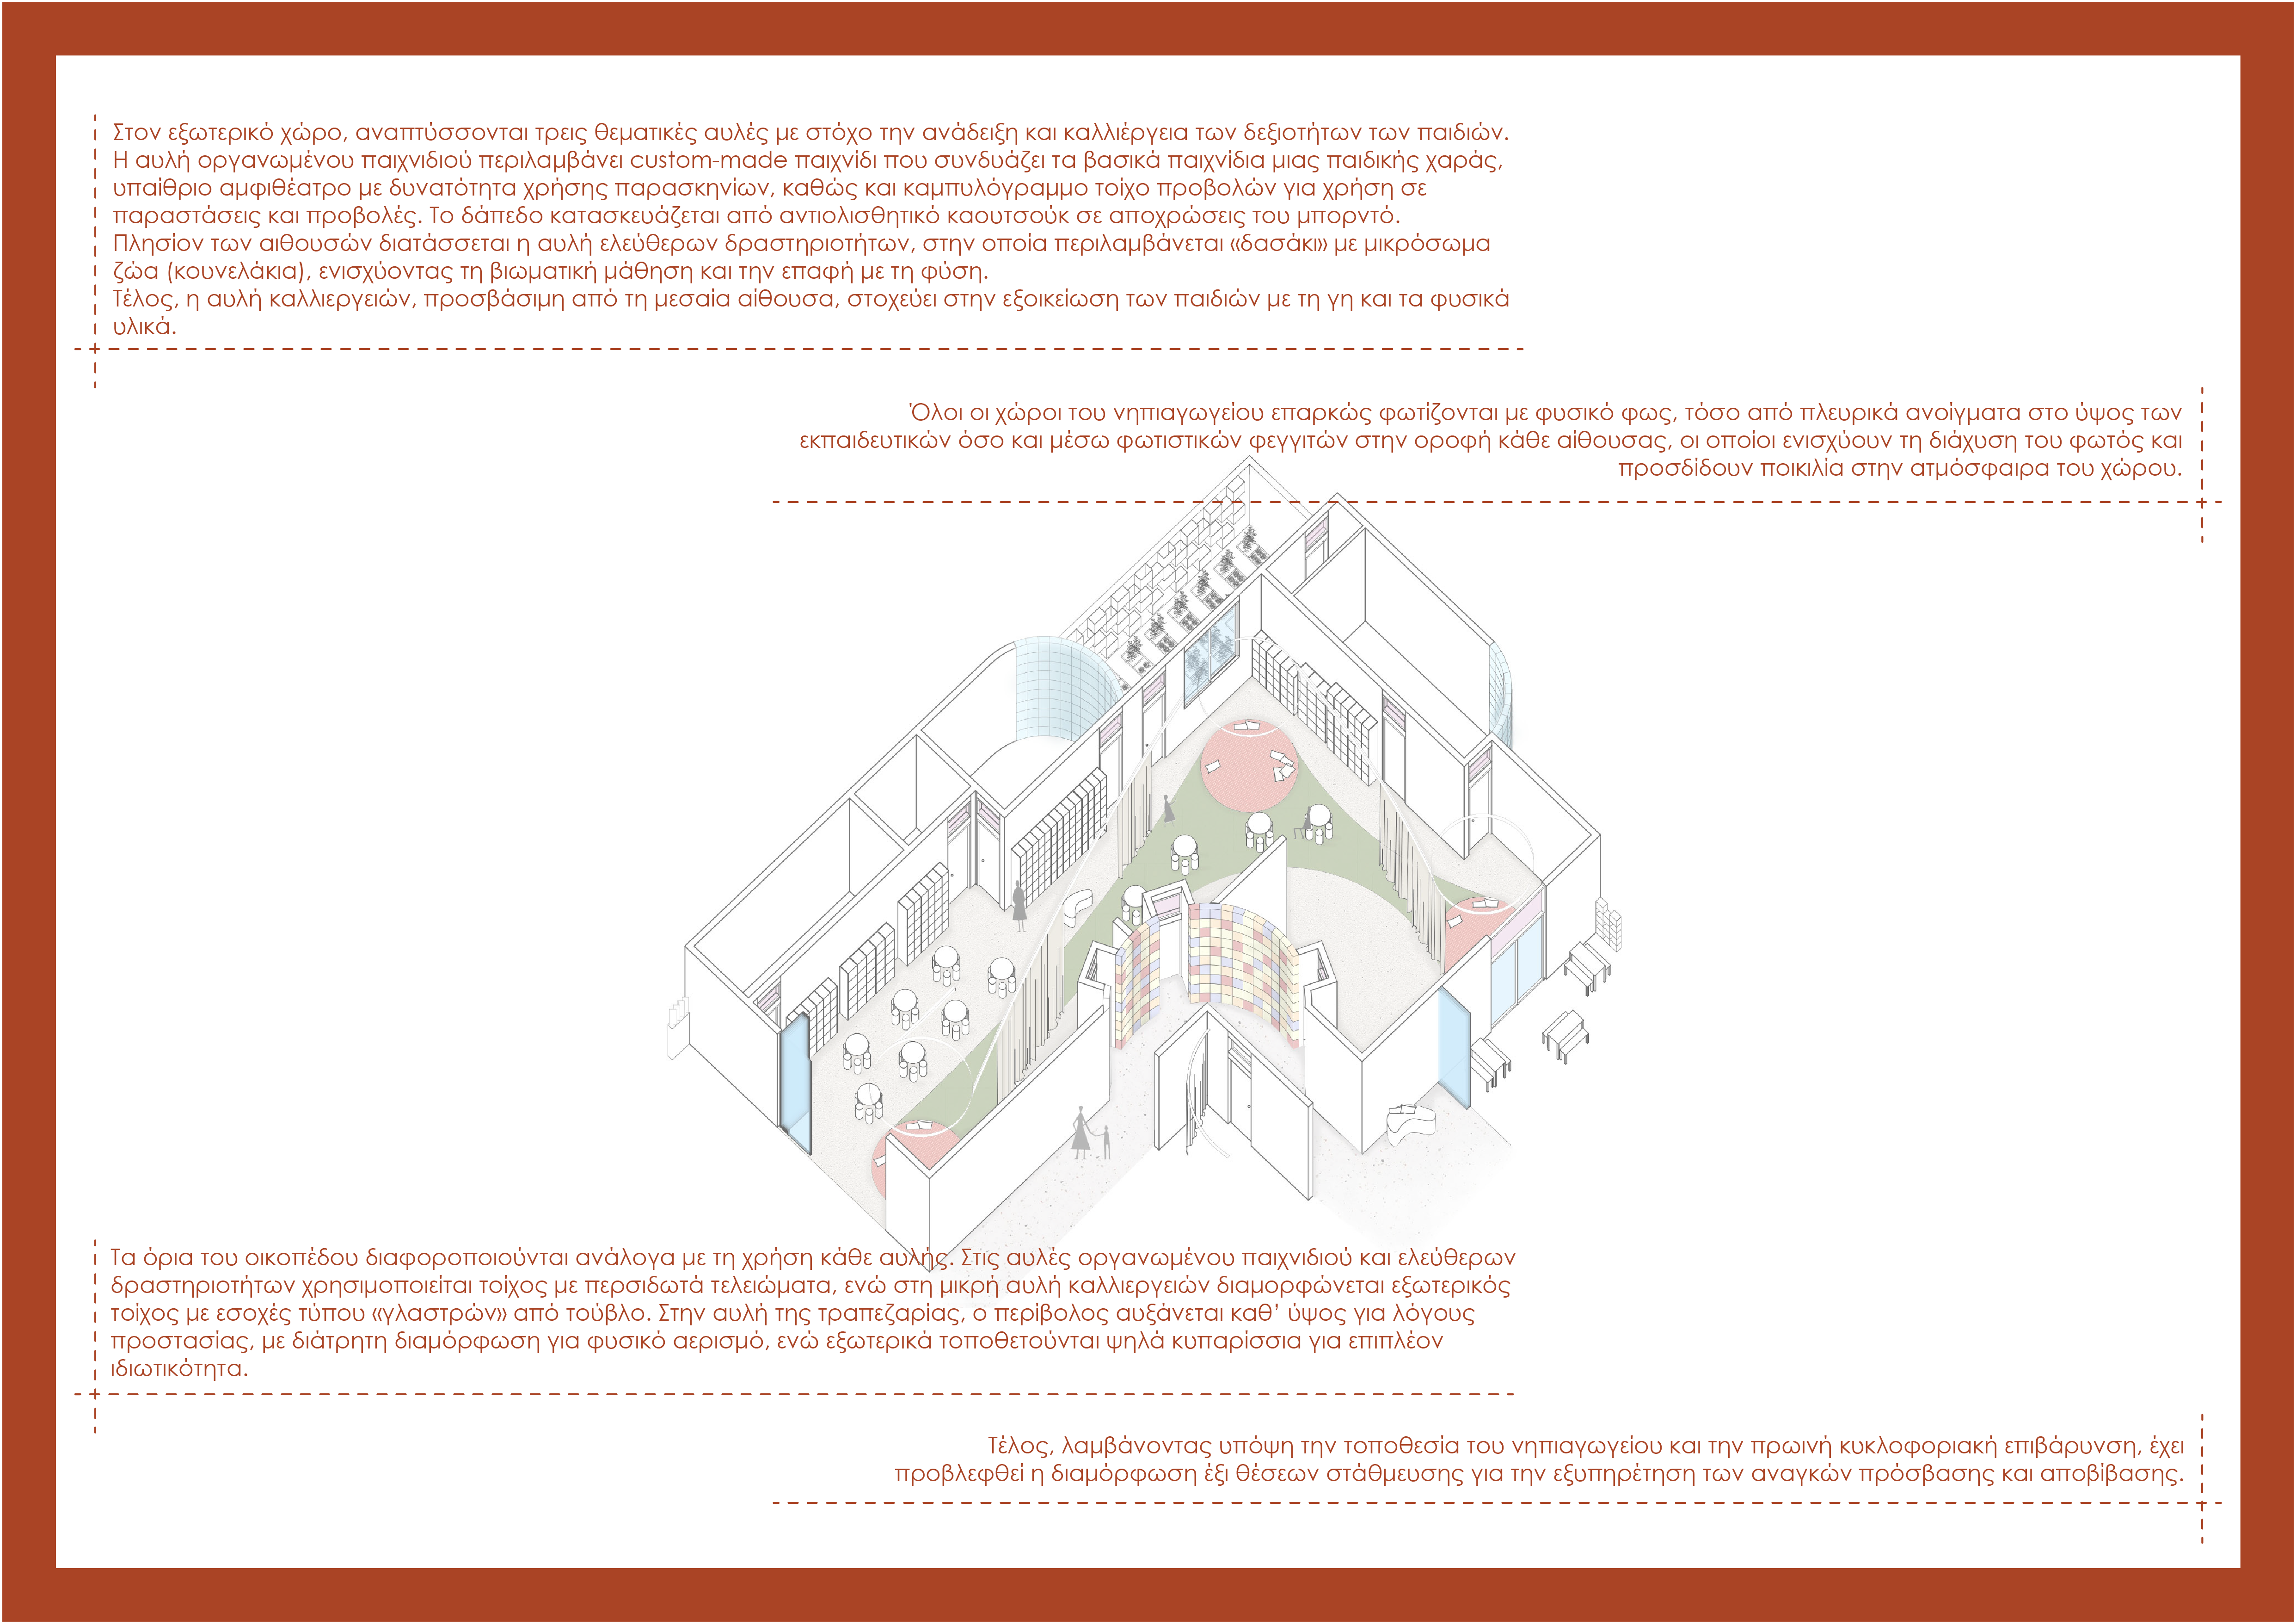 Στον εξωτερικό χώρο, αναπτύσσονται τρεις θεματικές αυλές με στόχο την ανάδειξη και καλλιέργεια των δεξιοτήτων των παιδιών.
Η αυλή οργανωμένου παιχνιδιού περιλαμβάνει custom-made παιχνίδι που συνδυάζει τα βασικά παιχνίδια μιας παιδικής χαράς,
υπαίθριο αμφιθέατρο με δυνατότητα χρήσης παρασκηνίων, καθώς και καμπυλόγραμμο τοίχο προβολών για χρήση σε
παραστάσεις και προβολές. Το δάπεδο κατασκευάζεται από αντιολισθητικό καουτσούκ σε αποχρώσεις του μπορντό.
Πλησίον των αιθουσών διατάσσεται η αυλή ελεύθερων δραστηριοτήτων, στην οποία περιλαμβάνεται «δασάκι» με μικρόσωμα
ζώα (κουνελάκια), ενισχύοντας τη βιωματική μάθηση και την επαφή με τη φύση.
Τέλος, η αυλή καλλιεργειών, προσβάσιμη από τη μεσαία αίθουσα, στοχεύει στην εξοικείωση των παιδιών με τη γη και τα φυσικά
υλικά.
Όλοι οι χώροι του νηπιαγωγείου επαρκώς φωτίζονται με φυσικό φως, τόσο από πλευρικά ανοίγματα στο ύψος των
εκπαιδευτικών όσο και μέσω φωτιστικών φεγγιτών στην οροφή κάθε αίθουσας, οι οποίοι ενισχύουν τη διάχυση του φωτός και
προσδίδουν ποικιλία στην ατμόσφαιρα του χώρου.
Τα όρια του οικοπέδου διαφοροποιούνται ανάλογα με τη χρήση κάθε αυλής. Στις αυλές οργανωμένου παιχνιδιού και ελεύθερων
δραστηριοτήτων χρησιμοποιείται τοίχος με περσιδωτά τελειώματα, ενώ στη μικρή αυλή καλλιεργειών διαμορφώνεται εξωτερικός
τοίχος με εσοχές τύπου «γλαστρών» από τούβλο. Στην αυλή της τραπεζαρίας, ο περίβολος αυξάνεται καθ' ύψος για λόγους
προστασίας, με διάτρητη διαμόρφωση για φυσικό αερισμό, ενώ εξωτερικά τοποθετούνται ψηλά κυπαρίσσια για επιπλέον
ιδιωτικότητα.
Τέλος, λαμβάνοντας υπόψη την τοποθεσία του νηπιαγωγείου και την πρωινή κυκλοφοριακή επιβάρυνση, έχει
προβλεφθεί η διαμόρφωση έξι θέσεων στάθμευσης για την εξυπηρέτηση των αναγκών πρόσβασης και αποβίβασης.